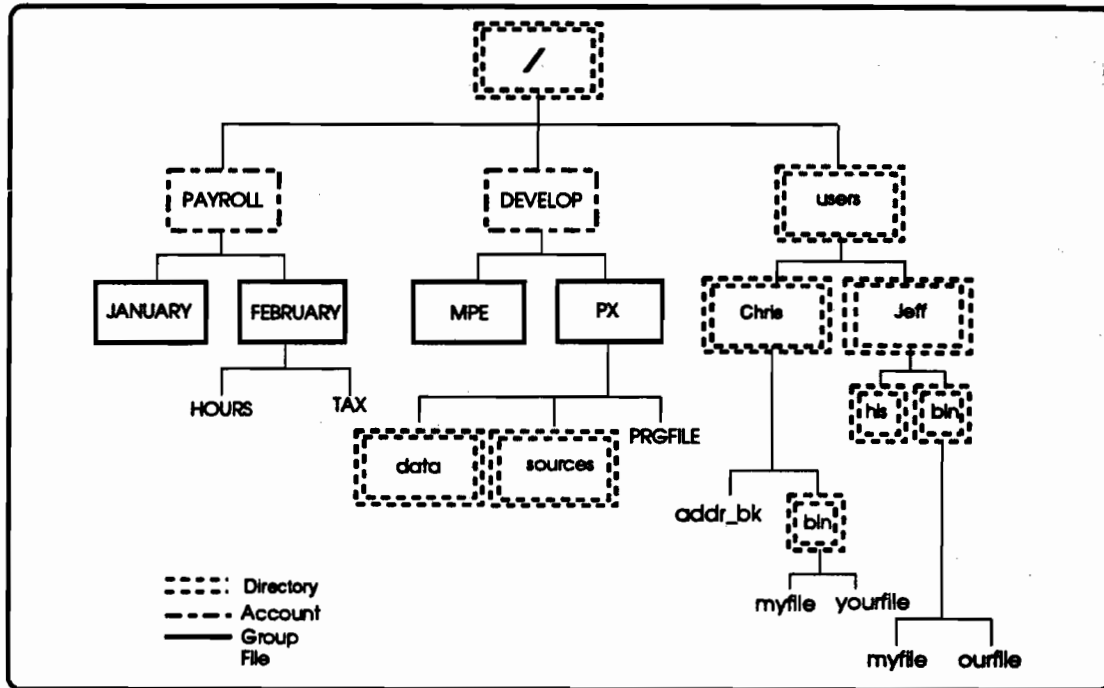 /
PAYROLL
DEVELOP
users
JANUARY
FEBRUARY
MPE
PX
Chris
Jeff
HOURS
TAX
data
sources
PRGFILE
his
bin
addr_bk
bin
myfile
yourfile
myfile
ourfile
Directory
Account
Group
File